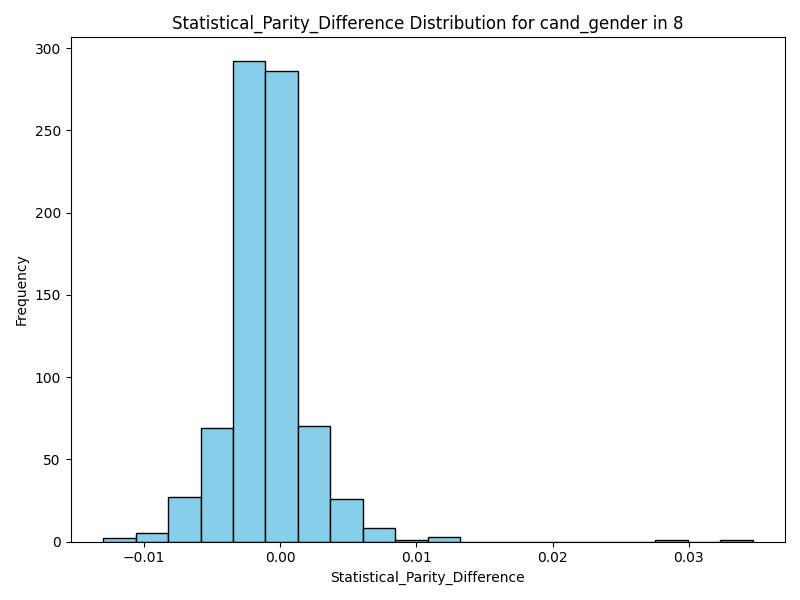 Statistical_Parity_Difference Distribution for cand_gender in 8
300
250
200
150
100
50
0
Frequency
−0.01 0.00 0.01 0.02 0.03
Statistical_Parity_Difference